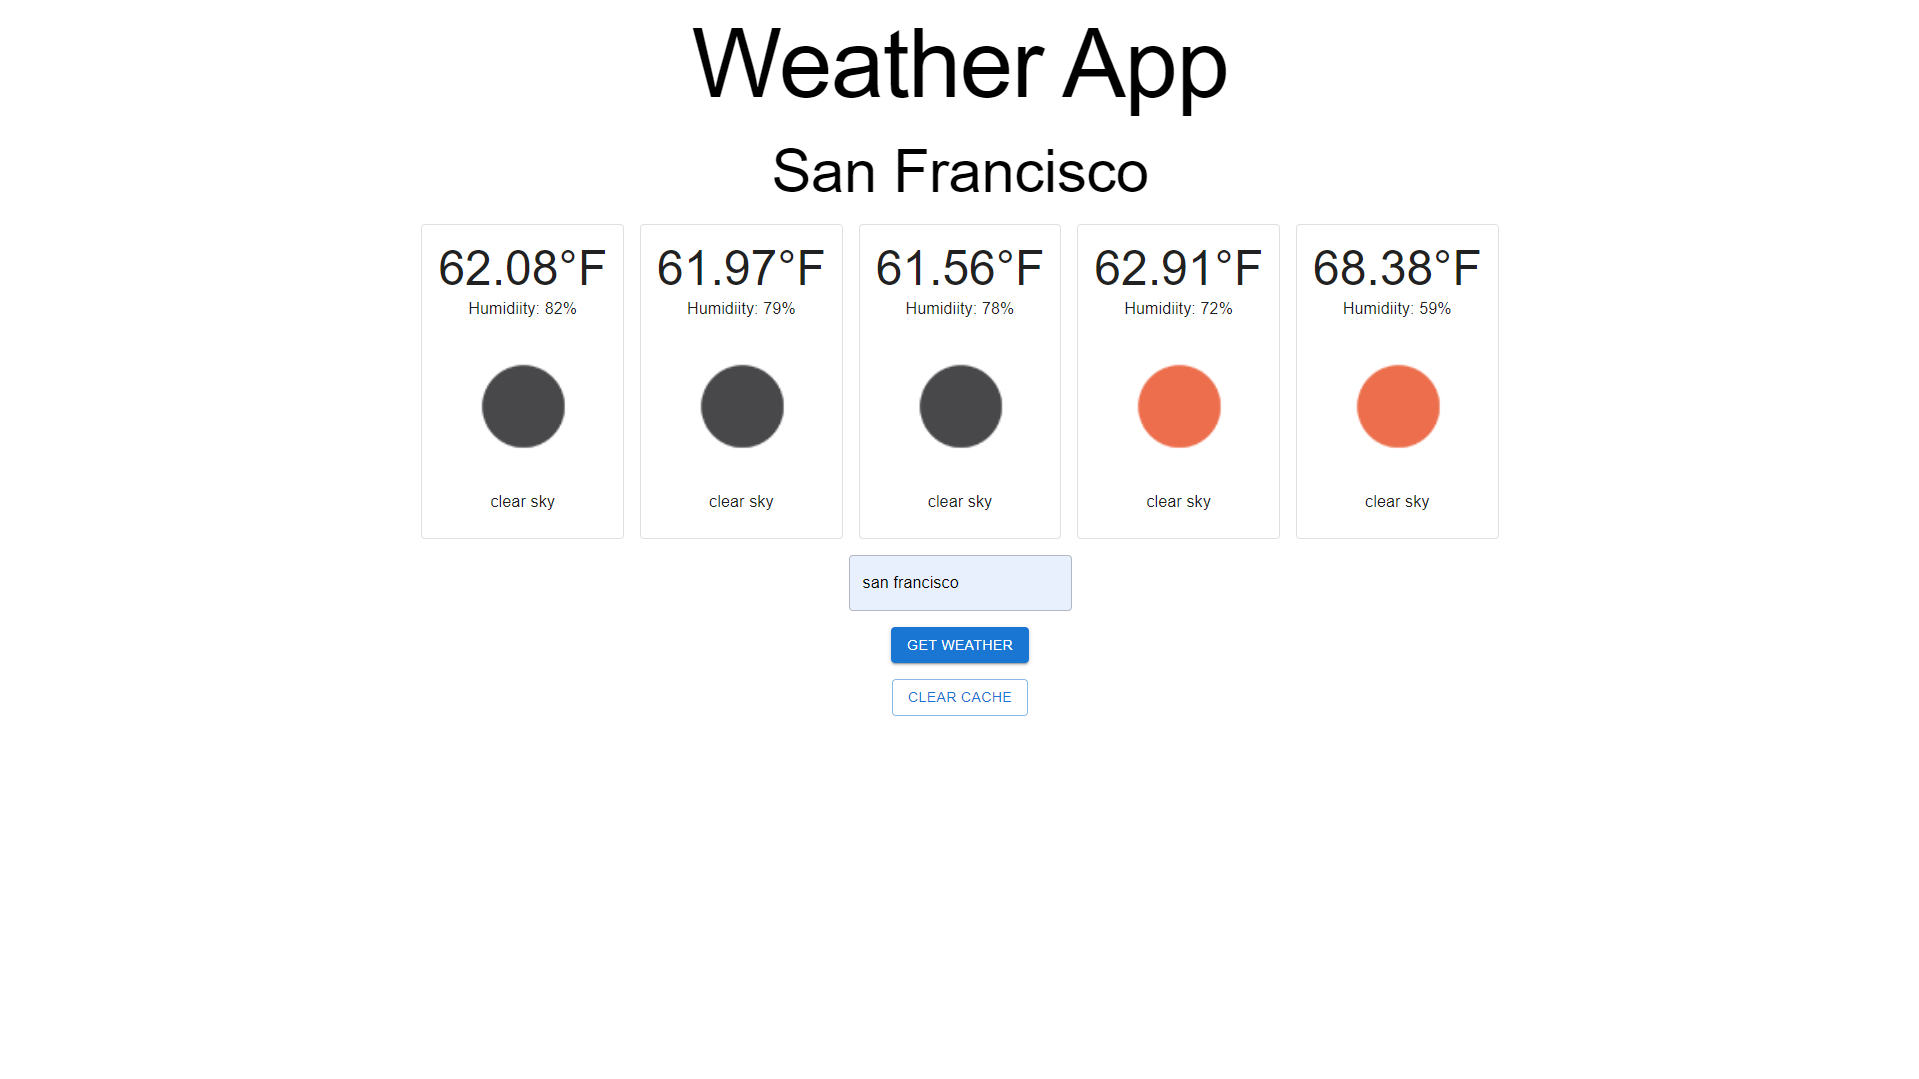 Weather App
San Francisco
62.08°F
Humidiity: 82%
clear sky
61.97°F
Humidiity: 79%
clear sky
61.56°F
Humidiity: 78%
clear sky
62.91°F
Humidiity: 72%
clear sky
68.38°F
Humidiity: 59%
clear sky
san francisco
GET WEATHER
CLEAR CACHE